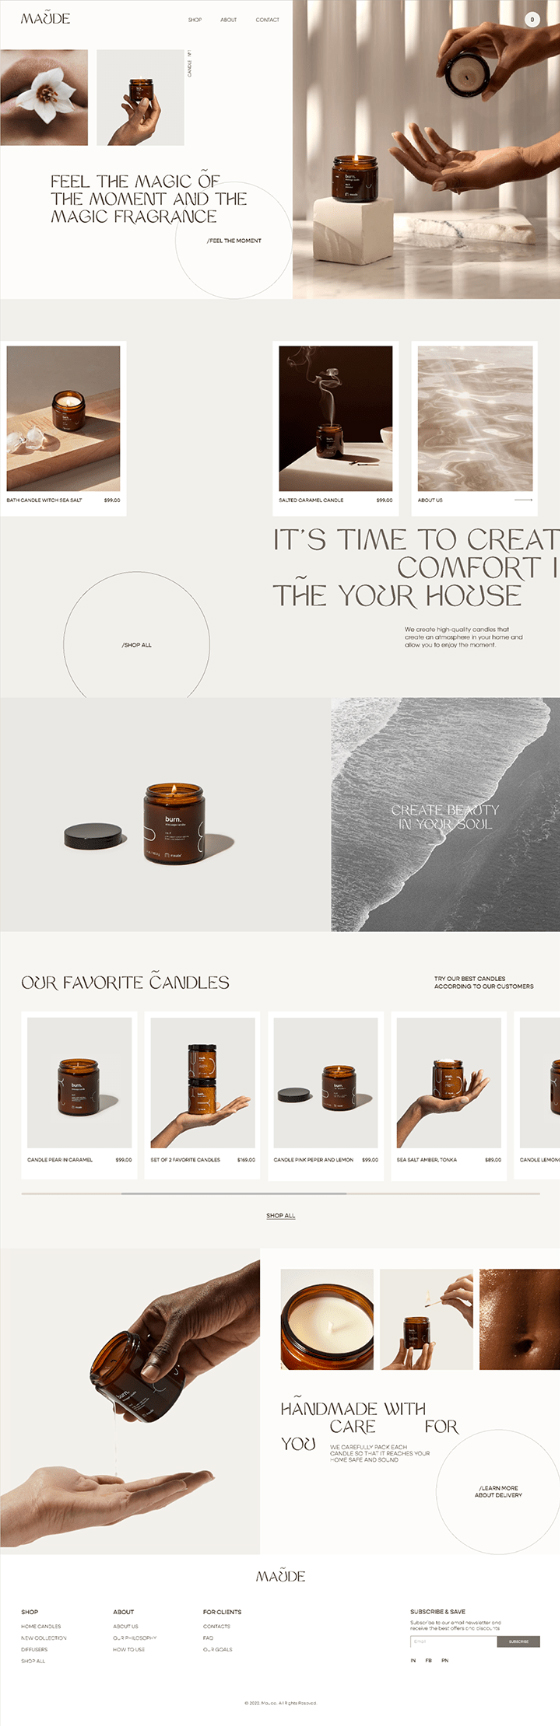 MAŨDE
SHOP ABOUT CONTACT
0
CANDLE N°1
FEEL THE MAGIC ÕF
THE MOMENT AND THE
MAGIC FRAGRANCE
/FEEL THE MOMENT
burn.
BATH CANDLE WITCH SEA SALT $99.00
SALTED CARAMEL CANDLE $99.00
ABOUT US
IT'S TIME TO CREAT
COMFORT I
THE YOUR HOUSE
/SHOP ALL
We create high-quality candles that
create an atmosphere in your home and
allow you to enjoy the moment.
burn.
maude
CREATE BEAUTY
IN YOUR SOUL
OUR FAVORITE C̃ANDLES
TRY OUR BEST CANDLES
ACCORDING TO OUR CUSTOMERS
burn.
burn.
CANDLE PEAR IN CARAMEL $99.00
SET OF 2 FAVORITE CANDLES $169.00
CANDLE PINK PEPER AND LEMON $99.00
SEA SALT AMBER, TONKA $89.00
CANDLE LEMON
SHOP ALL
burn.
HÃNDMADE WITH
CARE FOR
YOU
WE CAREFULLY PACK EACH
CANDLE SO THAT IT REACHES YOUR
HOME SAFE AND SOUND
/LEARN MORE
ABOUT DELIVERY
MAŨDE
SHOP
HOME CANDLES
NEW COLLECTION
DIFFUSERS
SHOP ALL
ABOUT
ABOUT US
OUR PHILOSOPHY
HOW TO USE
FOR CLIENTS
CONTACTS
FAQ
OUR GOALS
SUBSCRIBE & SAVE
Subscribe to our email newsletter and
receive the best offers and discounts
Email
SUBSCRIBE
IN FB PN
All Rights Reserved.